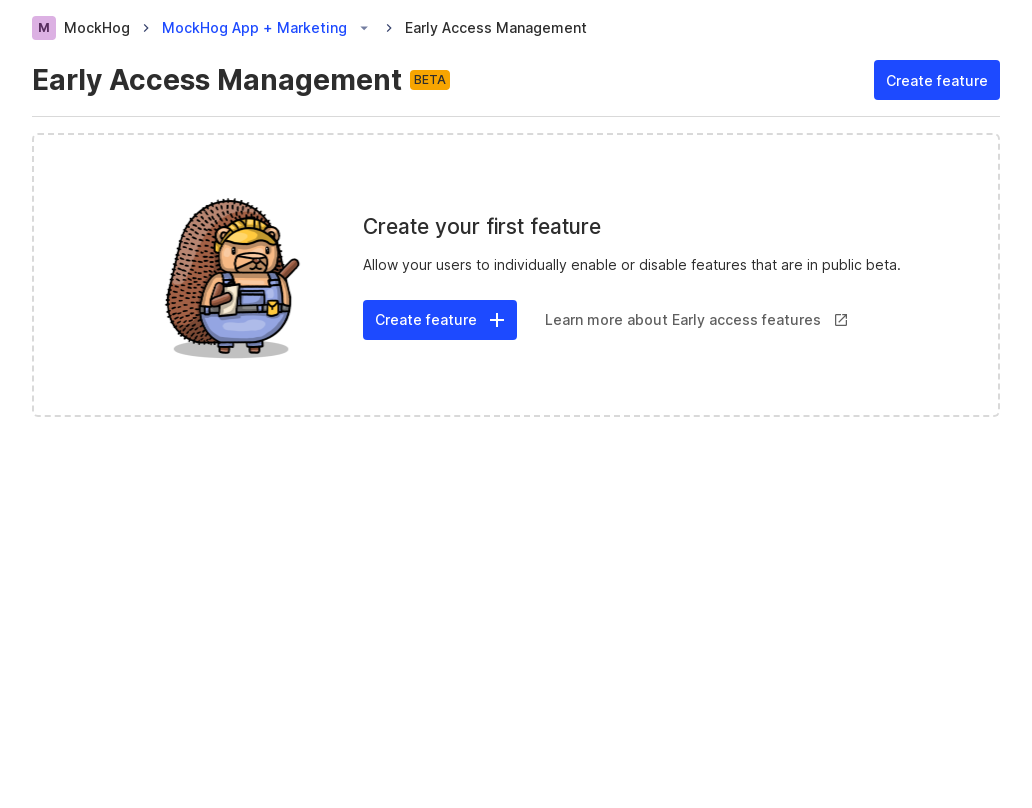 M MockHog MockHog App + Marketing Early Access Management
Early Access Management BETA
Create feature
Create your first feature
Allow your users to individually enable or disable features that are in public beta.
Create feature
Learn more about Early access features